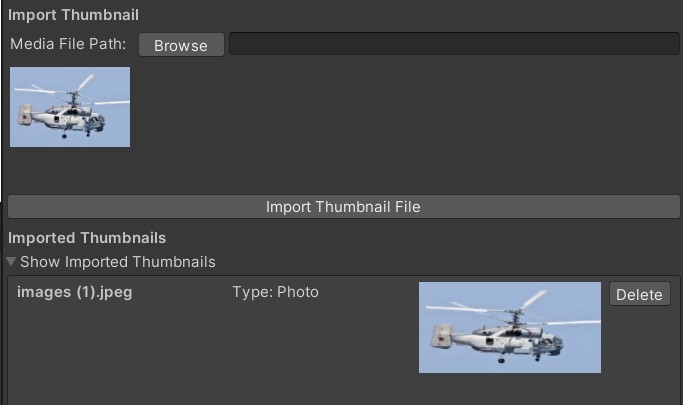 Import Thumbnail
Media File Path: Browse
Import Thumbnail File
Imported Thumbnails
Show Imported Thumbnails
images (1).jpeg Type: Photo Delete